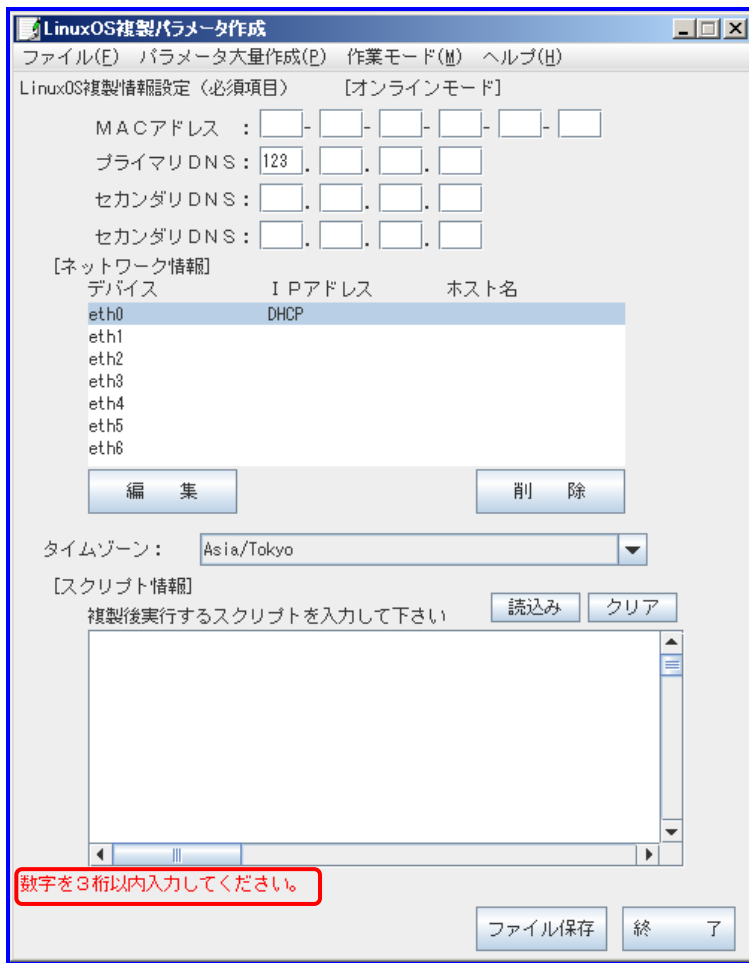 LinuxOS複製パラメータ作成
ファイル(F) パラメータ大量作成(P) 作業モード(M) ヘルプ(H)
LinuxOS複製情報設定（必須項目） [オンラインモード]
ＭＡＣアドレス ： - - - - -
プライマリＤＮＳ： 123 . . .
セカンダリＤＮＳ： . . .
セカンダリＤＮＳ： . . .
[ネットワーク情報]
デバイス ＩＰアドレス ホスト名
eth0 DHCP
eth1
eth2
eth3
eth4
eth5
eth6
編 集 削 除
タイムゾーン： Asia/Tokyo
[スクリプト情報]
複製後実行するスクリプトを入力して下さい 読込み クリア
数字を３桁以内入力してください。
ファイル保存 終 了